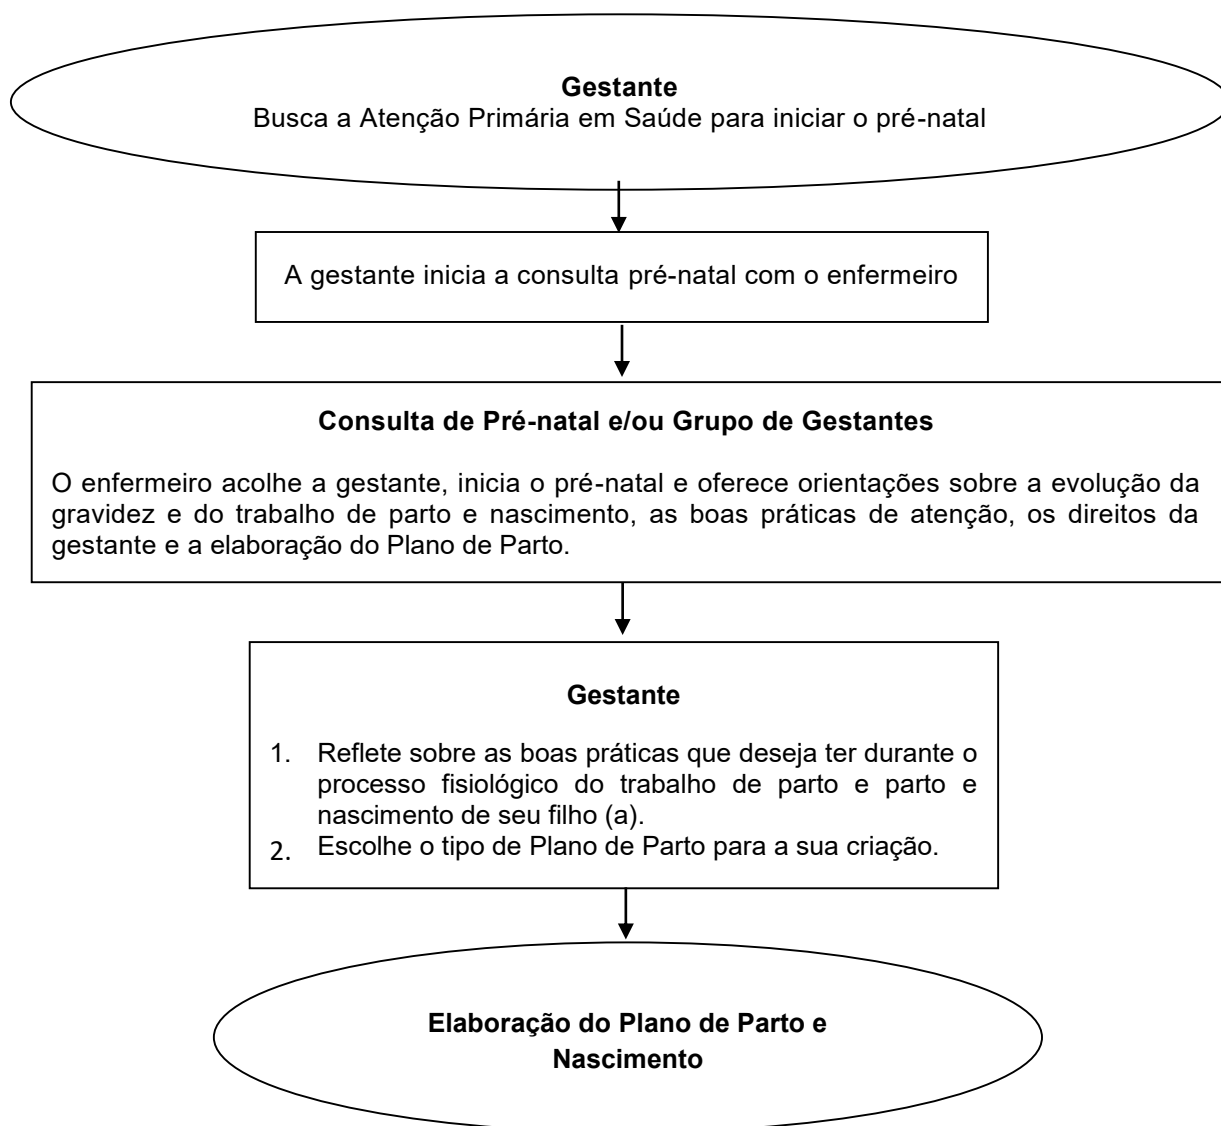 Gestante
Busca a Atenção Primária em Saúde para iniciar o pré-natal
A gestante inicia a consulta pré-natal com o enfermeiro
Consulta de Pré-natal e/ou Grupo de Gestantes
O enfermeiro acolhe a gestante, inicia o pré-natal e oferece orientações sobre a evolução da
gravidez e do trabalho de parto e nascimento, as boas práticas de atenção, os direitos da
gestante e a elaboração do Plano de Parto.
Gestante
1. Reflete sobre as boas práticas que deseja ter durante o
processo fisiológico do trabalho de parto e parto e
nascimento de seu filho (a).
2. Escolhe o tipo de Plano de Parto para a sua criação.
Elaboração do Plano de Parto e
Nascimento